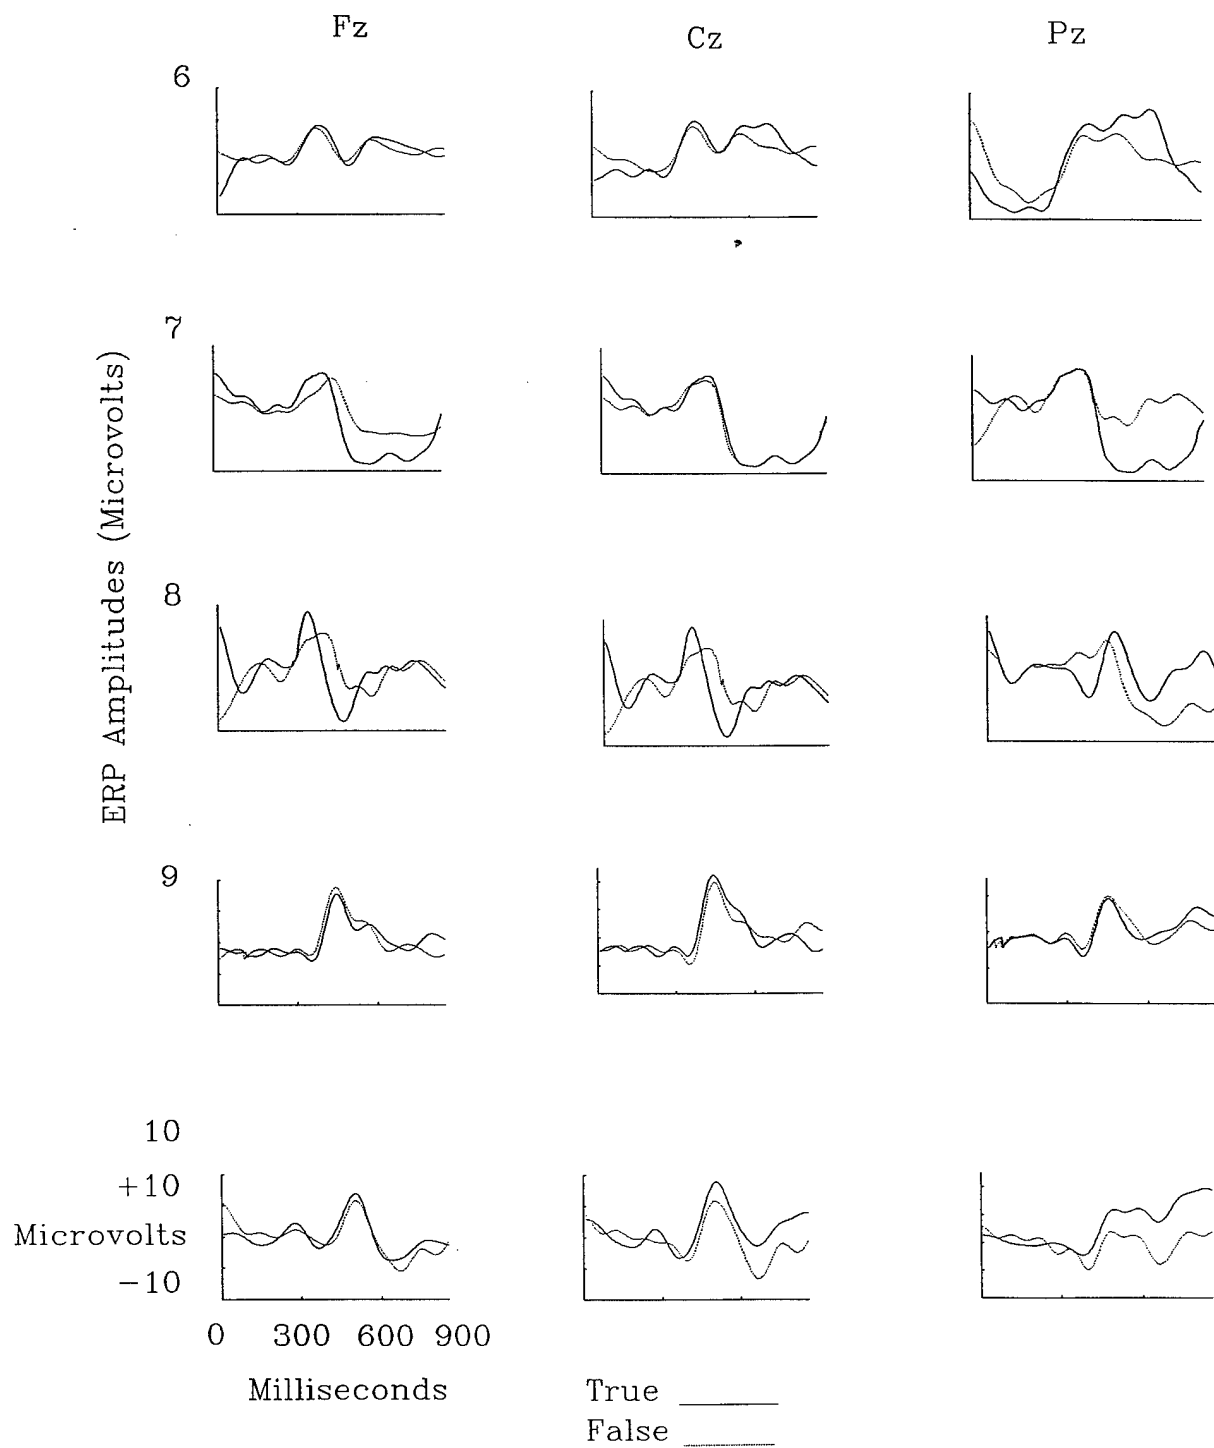 Fz Cz Pz
6
7
ERP Amplitudes (Microvolts)
8
9
10
+10
Microvolts
−10
0 300 600 900
Milliseconds
True
False